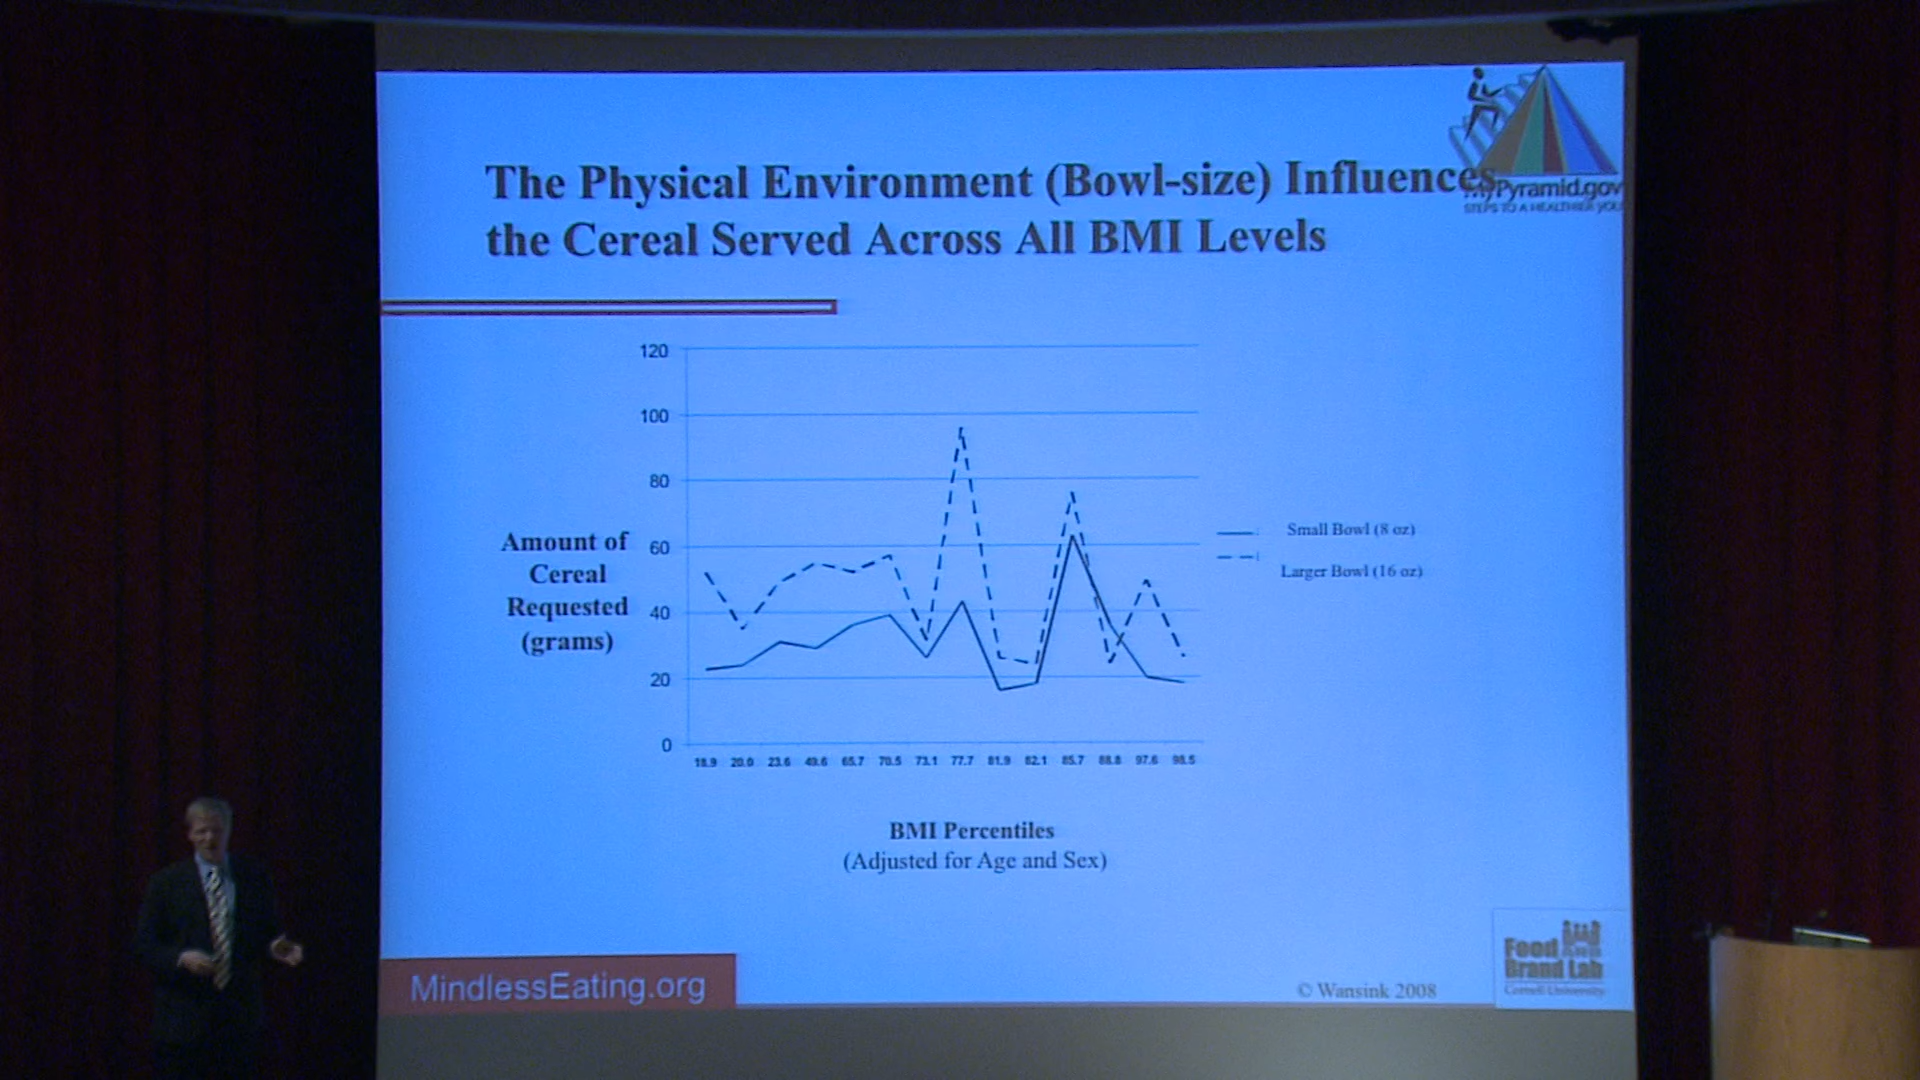 The Physical Environment (Bowl-size) Influences
the Cereal Served Across All BMI Levels
MyPyramid.gov
STEPS TO A HEALTHIER YOU
120
100
80
60
40
20
0
Amount of
Cereal
Requested
(grams)
Small Bowl (8 oz)
Larger Bowl (16 oz)
18.9 20.0 23.6 49.6 65.7 70.5 73.1 77.7 81.9 82.1 85.7 88.8 97.6 98.5
BMI Percentiles
(Adjusted for Age and Sex)
MindlessEating.org
© Wansink 2008
Food AND
Brand Lab
Cornell University